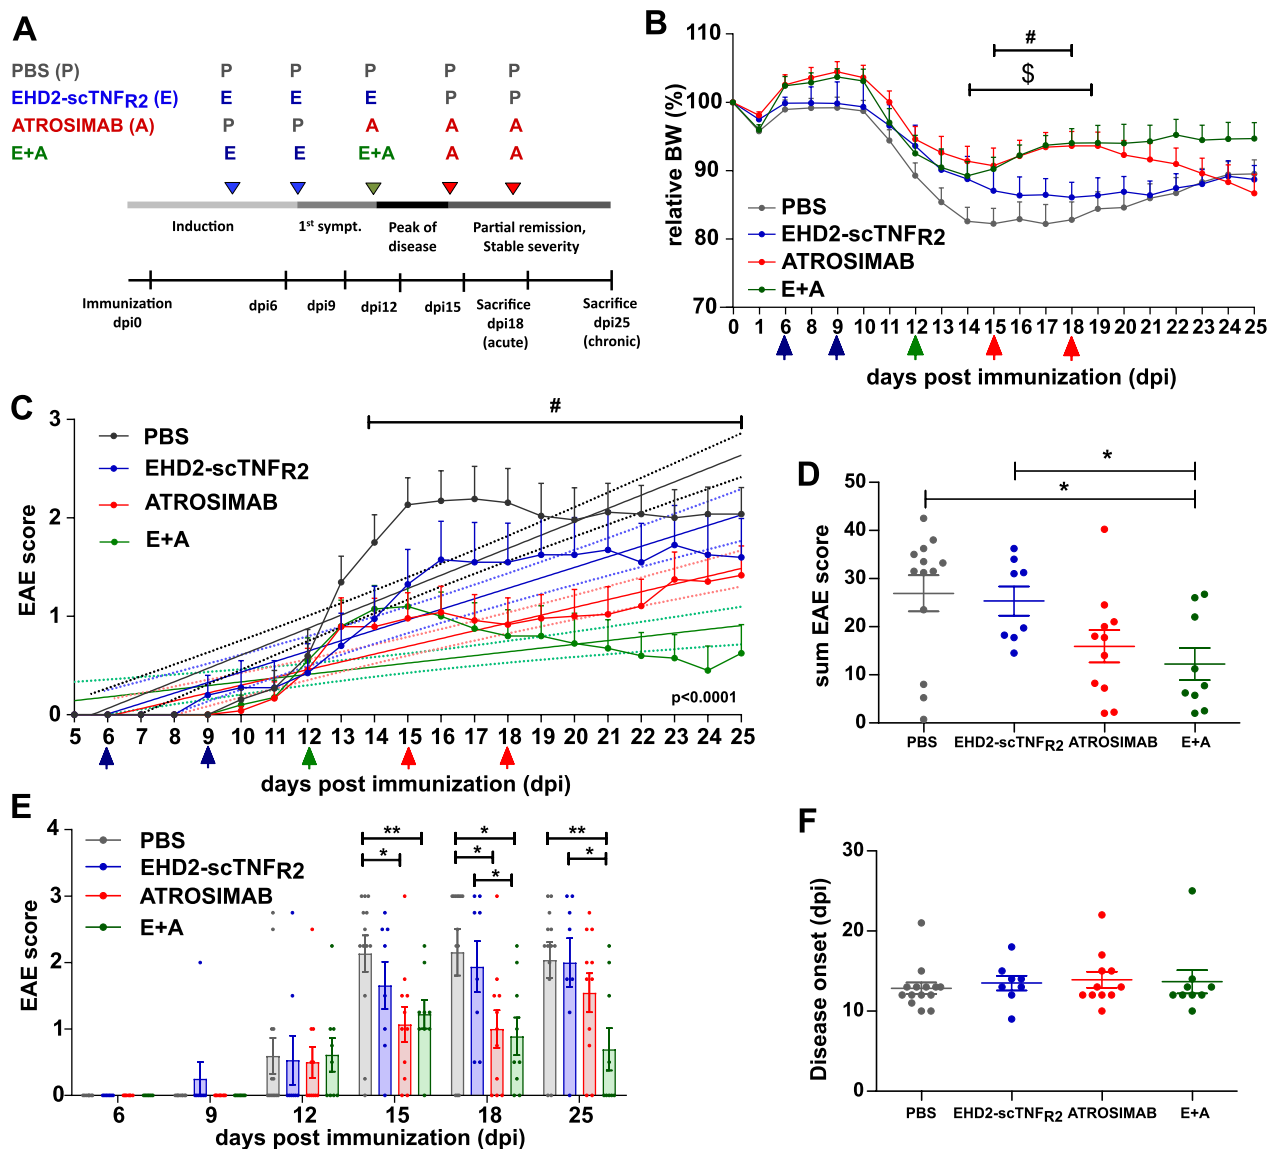 A
PBS (P) P P P P P
EHD2-scTNFR2 (E) E E E P P
ATROSIMAB (A) P P A A A
E+A E E E+A A A
Induction 1st sympt. Peak of disease Partial remission, Stable severity
Immunization dpi0 dpi6 dpi9 dpi12 dpi15 Sacrifice dpi18 (acute) Sacrifice dpi25 (chronic)
B
relative BW (%)
100
90
80
70
#
$
PBS
EHD2-scTNFR2
ATROSIMAB
E+A
0 1 6 8 9 10 11 12 13 14 15 16 17 18 19 20 21 22 23 24 25
days post immunization (dpi)
C
EAE score
3
2
1
0
#
PBS
EHD2-scTNFR2
ATROSIMAB
E+A
p<0.0001
5 6 7 8 9 10 11 12 13 14 15 16 17 18 19 20 21 22 23 24 25
days post immunization (dpi)
D
sum EAE score
50
40
30
20
10
0
*
*
PBS EHD2-scTNFR2 ATROSIMAB E+A
E
EAE score
4
3
2
1
0
PBS
EHD2-scTNFR2
ATROSIMAB
E+A
** * **
* * *
*
6 9 12 15 18 25
days post immunization (dpi)
F
Disease onset (dpi)
30
20
10
0
PBS EHD2-scTNFR2 ATROSIMAB E+A